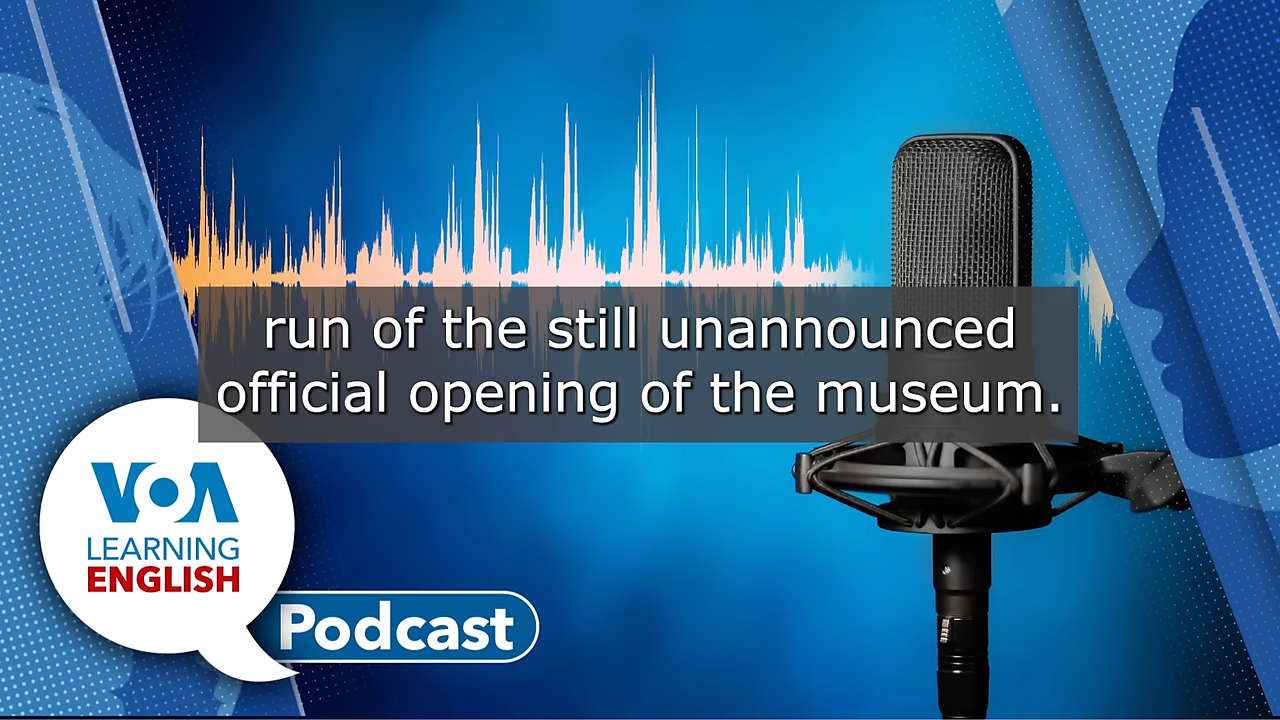 run of the still unannounced
official opening of the museum.
VOA
LEARNING
ENGLISH
Podcast